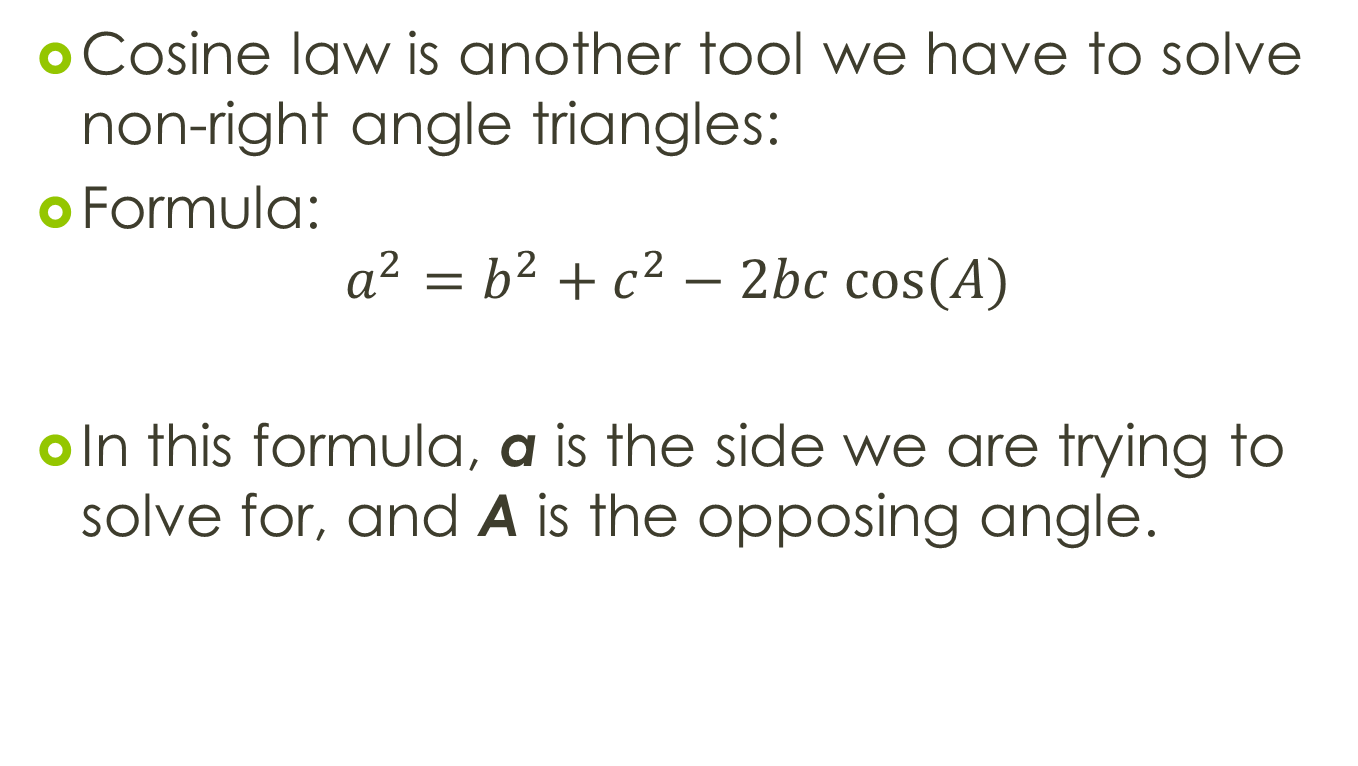 Cosine law is another tool we have to solve
non-right angle triangles:
Formula:
a² = b² + c² − 2bc cos(A)
In this formula, a is the side we are trying to
solve for, and A is the opposing angle.